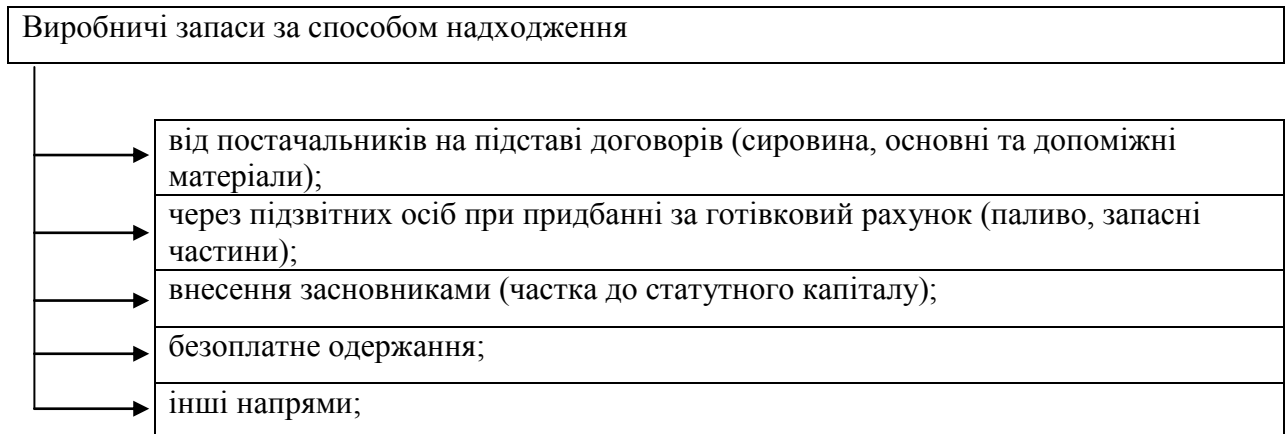 Виробничі запаси за способом надходження
від постачальників на підставі договорів (сировина, основні та допоміжні
матеріали);
через підзвітних осіб при придбанні за готівковий рахунок (паливо, запасні
частини);
внесення засновниками (частка до статутного капіталу);
безоплатне одержання;
інші напрями;